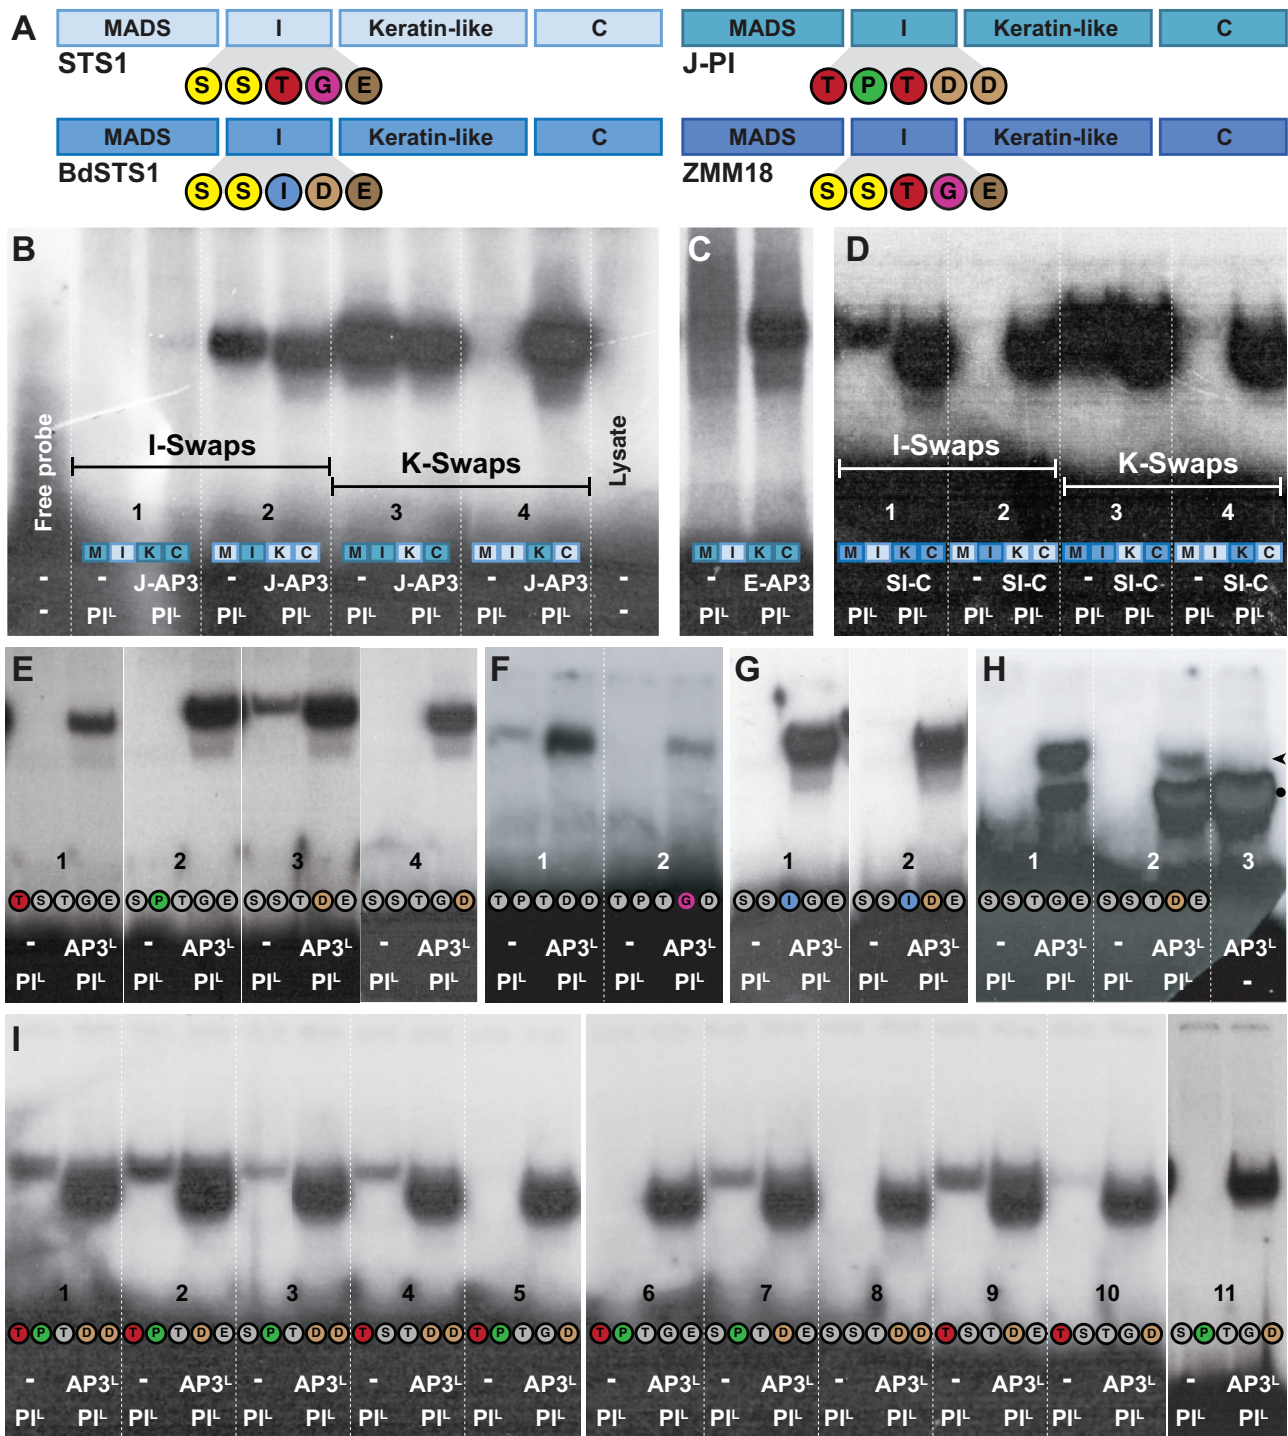 A
MADS I Keratin-like C
STS1
S S T G E
MADS I Keratin-like C
J-PI
T P T D D
MADS I Keratin-like C
BdSTS1
S S I D E
MADS I Keratin-like C
ZMM18
S S T G E
B
Free probe
I-Swaps
K-Swaps
Lysate
1 2 3 4
M I K C M I K C M I K C M I K C
- - J-AP3 - J-AP3 - J-AP3 - J-AP3 -
- PIL PIL PIL PIL PIL PIL PIL PIL -
C
M I K C
- E-AP3
PIL PIL
D
I-Swaps
K-Swaps
1 2 3 4
M I K C M I K C M I K C M I K C
- SI-C - SI-C - SI-C - SI-C
PIL PIL PIL PIL PIL PIL PIL PIL
E
1 2 3 4
T S T G E S P T G E S S T D E S S T G D
- AP3L - AP3L - AP3L - AP3L
PIL PIL PIL PIL PIL PIL PIL PIL
F
1 2
T P T D D T P T G D
- AP3L - AP3L
PIL PIL PIL PIL
G
1 2
S S I G E S S I D E
- AP3L - AP3L
PIL PIL PIL PIL
H
1 2 3
S S T G E S S T D E
- AP3L - AP3L AP3L
PIL PIL PIL PIL -
I
1 2 3 4 5 6 7 8 9 10 11
T P T D D T P T D E S P T D D T S T D D T P T G D T P T G E S P T D E S S T D D T S T D E T S T G D S P T G D
- AP3L - AP3L - AP3L - AP3L - AP3L - AP3L - AP3L - AP3L - AP3L - AP3L - AP3L
PIL PIL PIL PIL PIL PIL PIL PIL PIL PIL PIL PIL PIL PIL PIL PIL PIL PIL PIL PIL PIL PIL